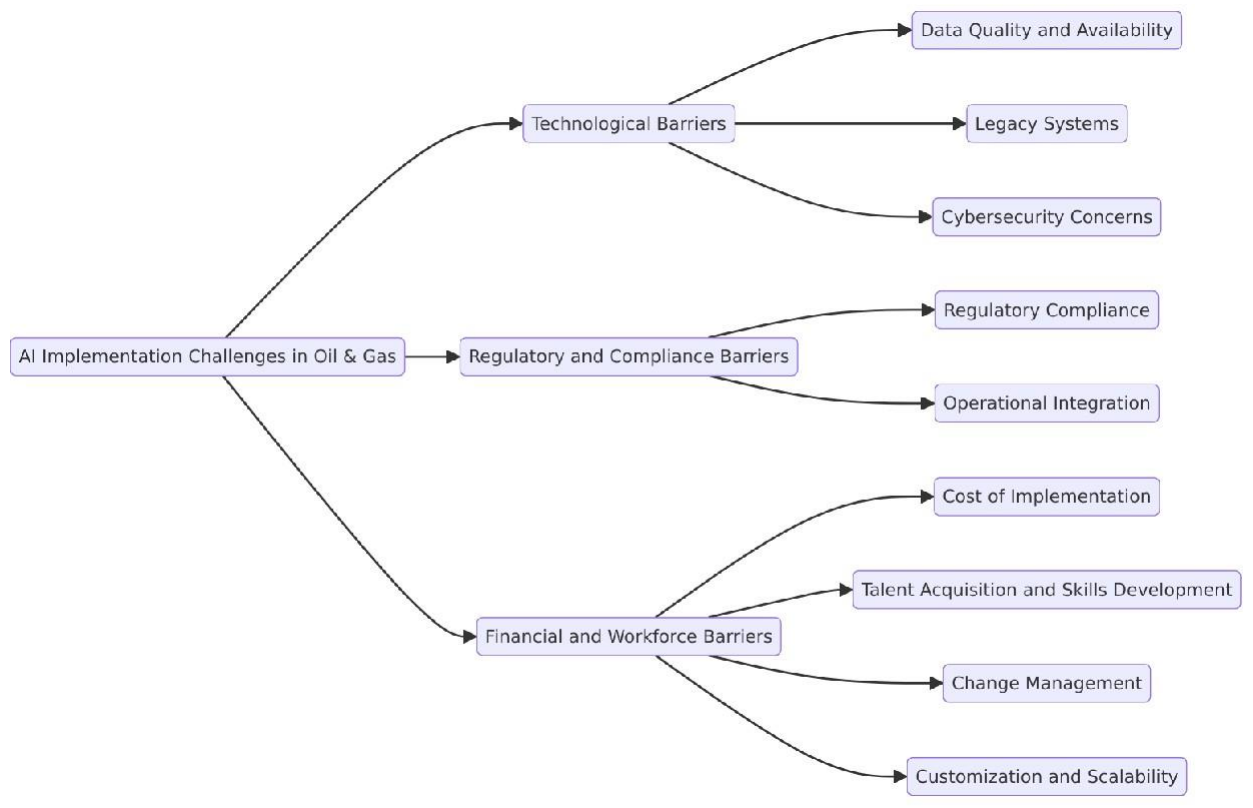 AI Implementation Challenges in Oil & Gas
Technological Barriers
Data Quality and Availability
Legacy Systems
Cybersecurity Concerns
Regulatory and Compliance Barriers
Regulatory Compliance
Operational Integration
Financial and Workforce Barriers
Cost of Implementation
Talent Acquisition and Skills Development
Change Management
Customization and Scalability